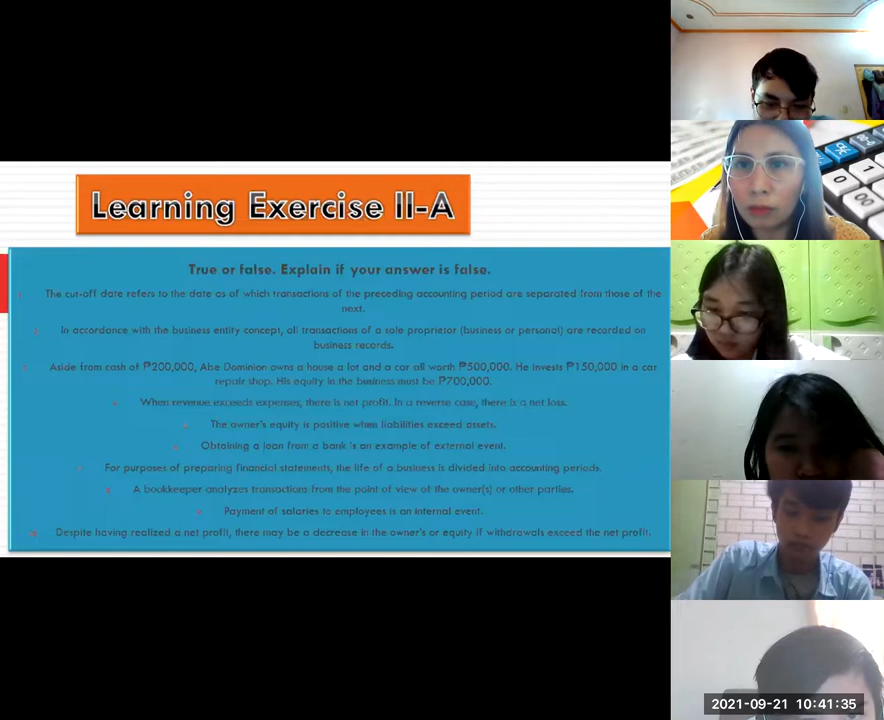 Learning Exercise II-A
True or false. Explain if your answer is false.
The cut-off date refers to the date as of which transactions of the preceding accounting period are separated from those of the
next.
In accordance with the business entity concept, all transactions of a sole proprietor (business or personal) are recorded on
business records.
Aside from cash of ₱200,000, Abe Dominion owns a house a lot and a car all worth ₱500,000. He invests ₱150,000 in a car
repair shop. His equity in the business must be ₱700,000.
When revenue exceeds expenses, there is net profit. In a reverse case, there is a net loss.
The owner's equity is positive when liabilities exceed assets.
Obtaining a loan from a bank is an example of external event.
For purposes of preparing financial statements, the life of a business is divided into accounting periods.
A bookkeeper analyzes transactions from the point of view of the owner(s) or other parties.
Payment of salaries to employees is an internal event.
Despite having realized a net profit, there may be a decrease in the owner's or equity if withdrawals exceed the net profit.
0
1
00
2021-09-21 10:41:35